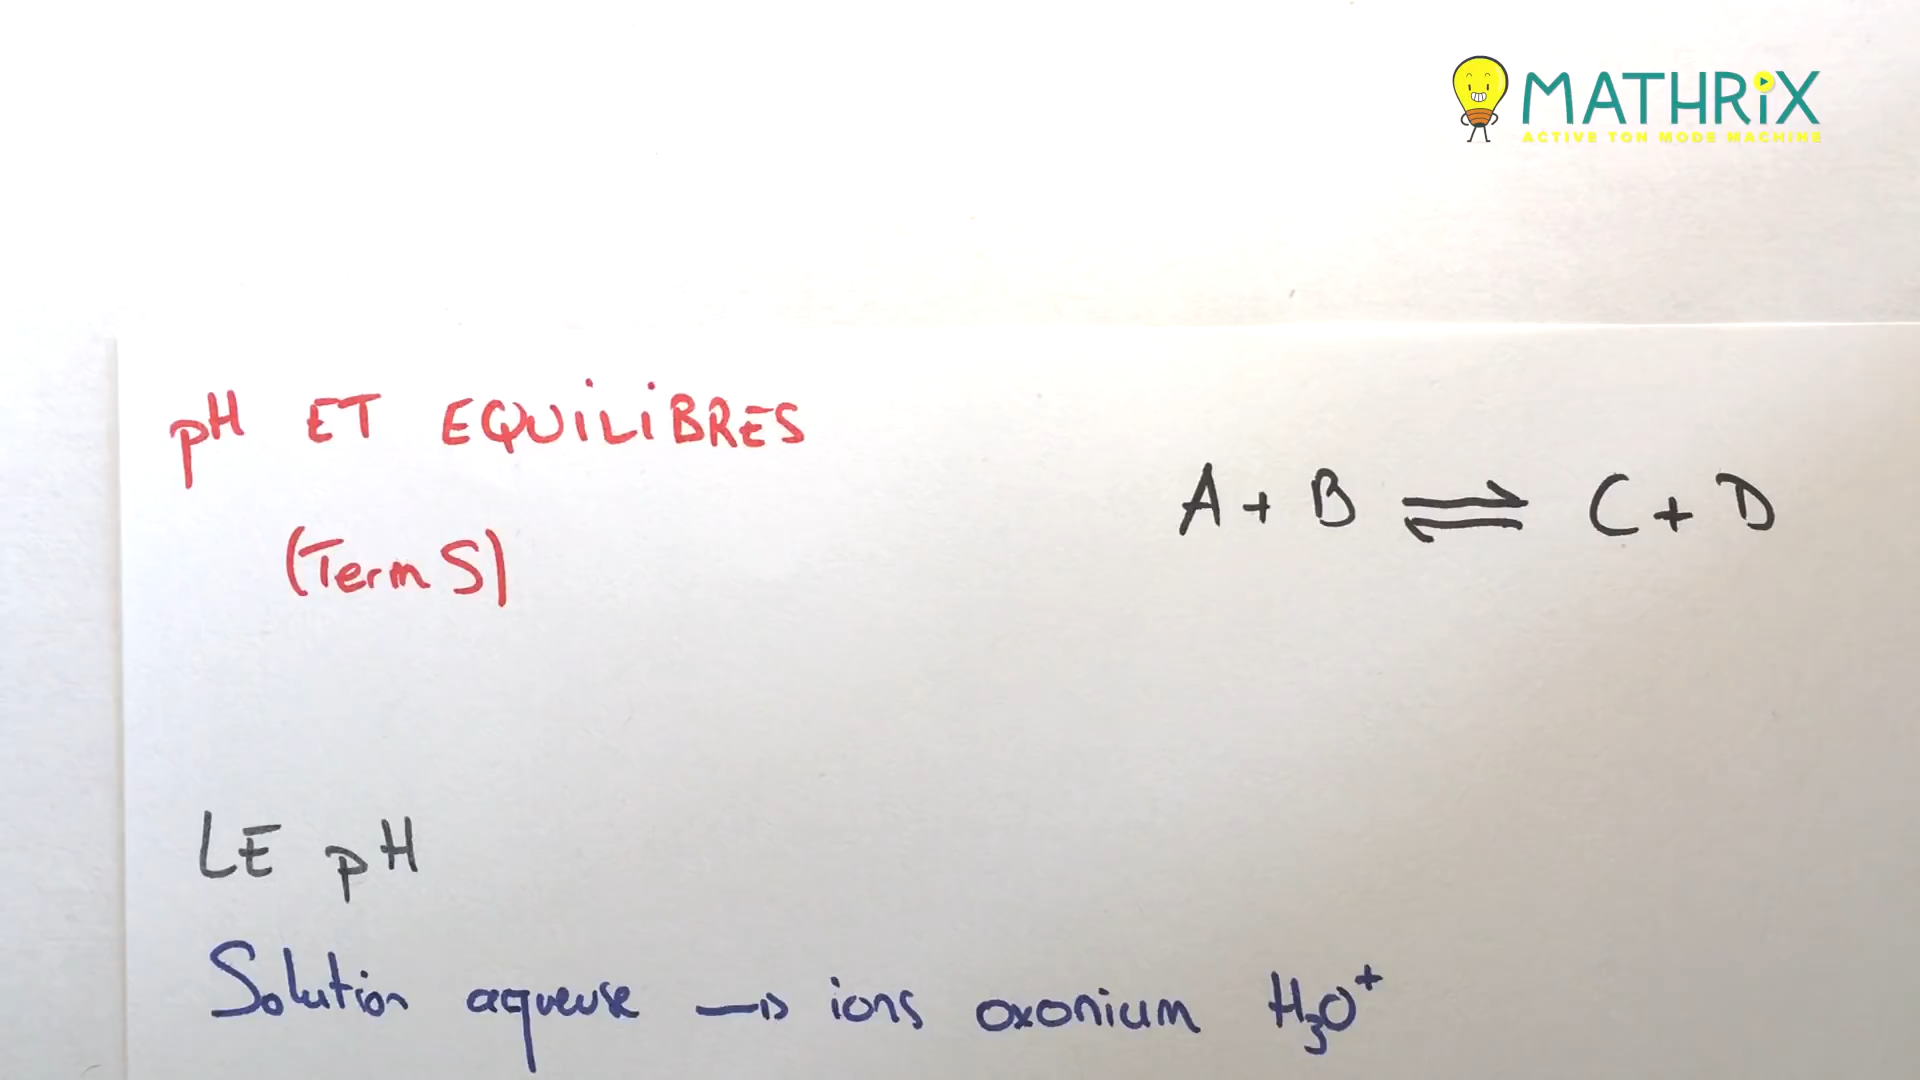 MATHRiX
ACTIVE TON MODE MACHINE
pH ET EQUiLiBRES
A + B ⇌ C + D
(Term S)
LE pH
Solution aqueuse → ions oxonium H₃O⁺